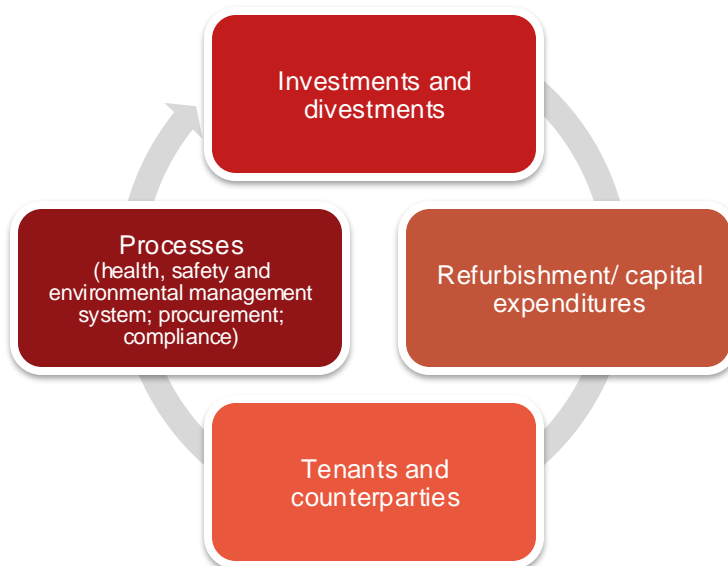 Investments and
divestments
Refurbishment/ capital
expenditures
Tenants and
counterparties
Processes
(health, safety and
environmental management
system; procurement;
compliance)